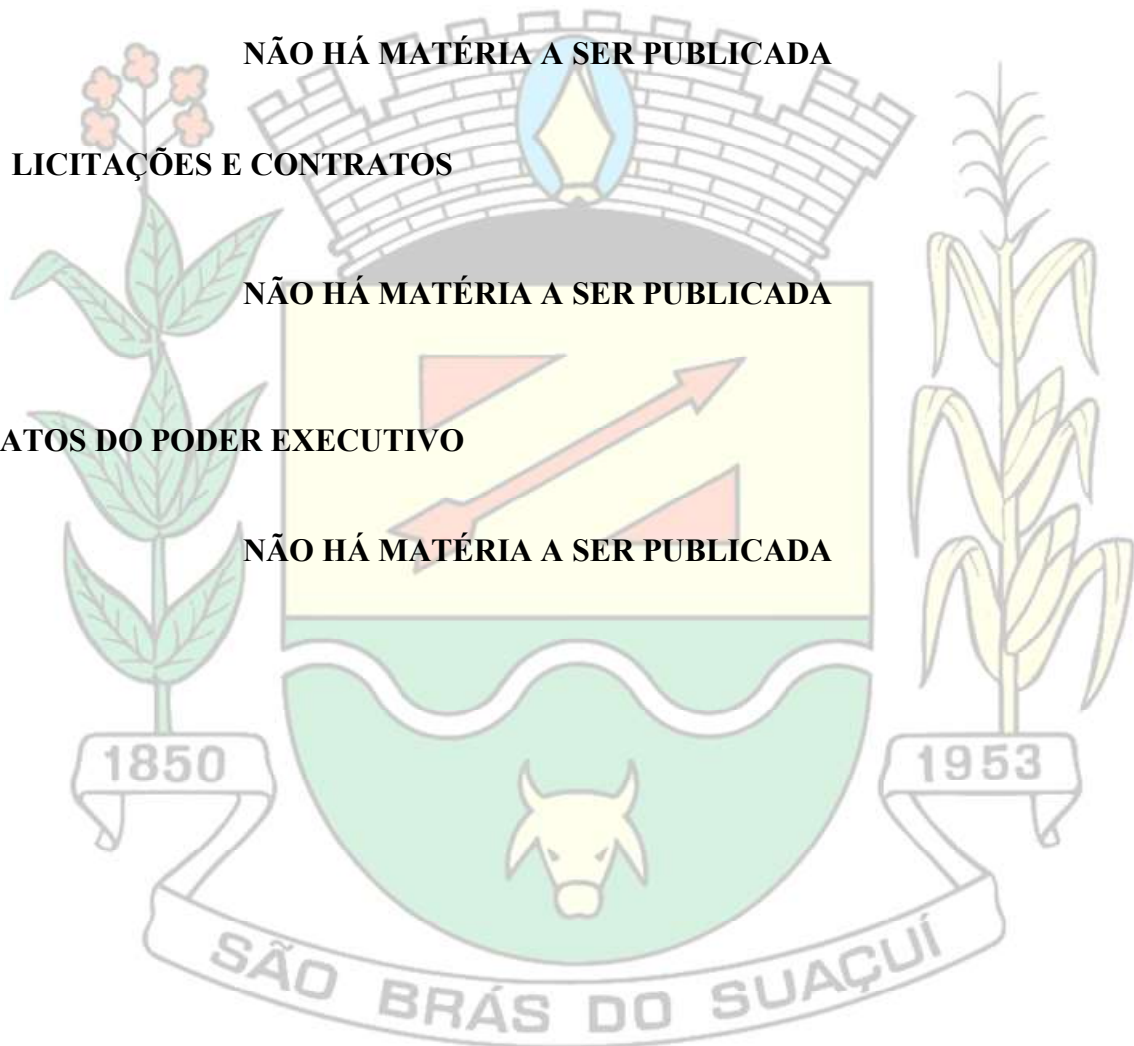 NÃO HÁ MATÉRIA A SER PUBLICADA
LICITAÇÕES E CONTRATOS
NÃO HÁ MATÉRIA A SER PUBLICADA
ATOS DO PODER EXECUTIVO
NÃO HÁ MATÉRIA A SER PUBLICADA
1850
1953
SÃO BRÁS DO SUAÇUÍ